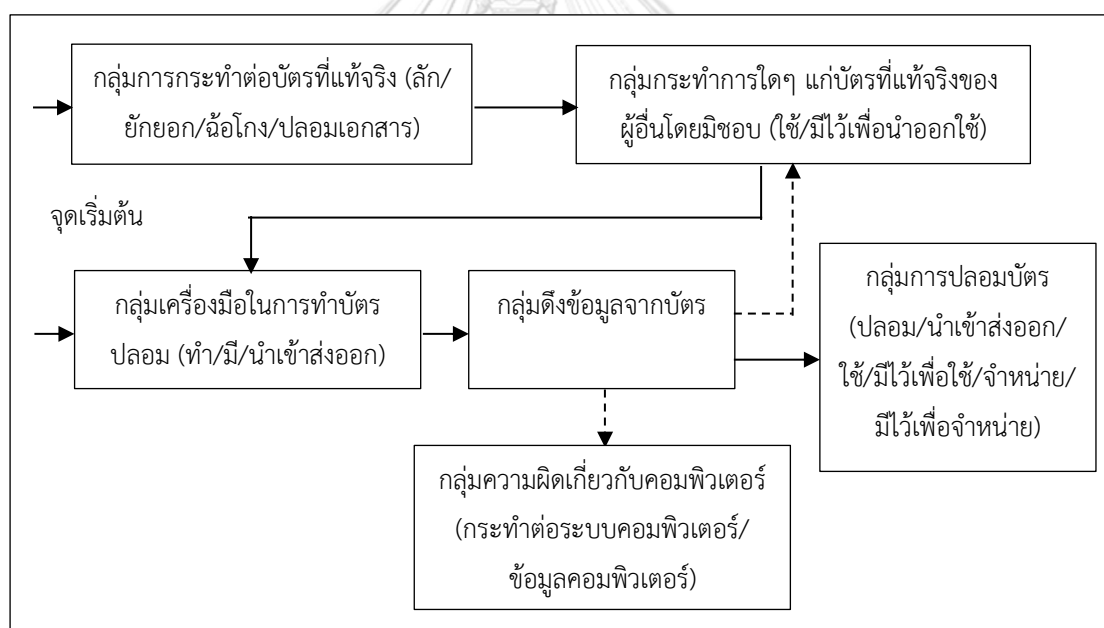 กลุ่มการกระทำต่อบัตรที่แท้จริง (ลัก/
ยักยอก/ฉ้อโกง/ปลอมเอกสาร)
กลุ่มกระทำการใดๆ แก่บัตรที่แท้จริงของ
ผู้อื่นโดยมิชอบ (ใช้/มีไว้เพื่อนำออกใช้)
จุดเริ่มต้น
กลุ่มเครื่องมือในการทำบัตร
ปลอม (ทำ/มี/นำเข้าส่งออก)
กลุ่มดึงข้อมูลจากบัตร
กลุ่มการปลอมบัตร
(ปลอม/นำเข้าส่งออก/
ใช้/มีไว้เพื่อใช้/จำหน่าย/
มีไว้เพื่อจำหน่าย)
กลุ่มความผิดเกี่ยวกับคอมพิวเตอร์
(กระทำต่อระบบคอมพิวเตอร์/
ข้อมูลคอมพิวเตอร์)